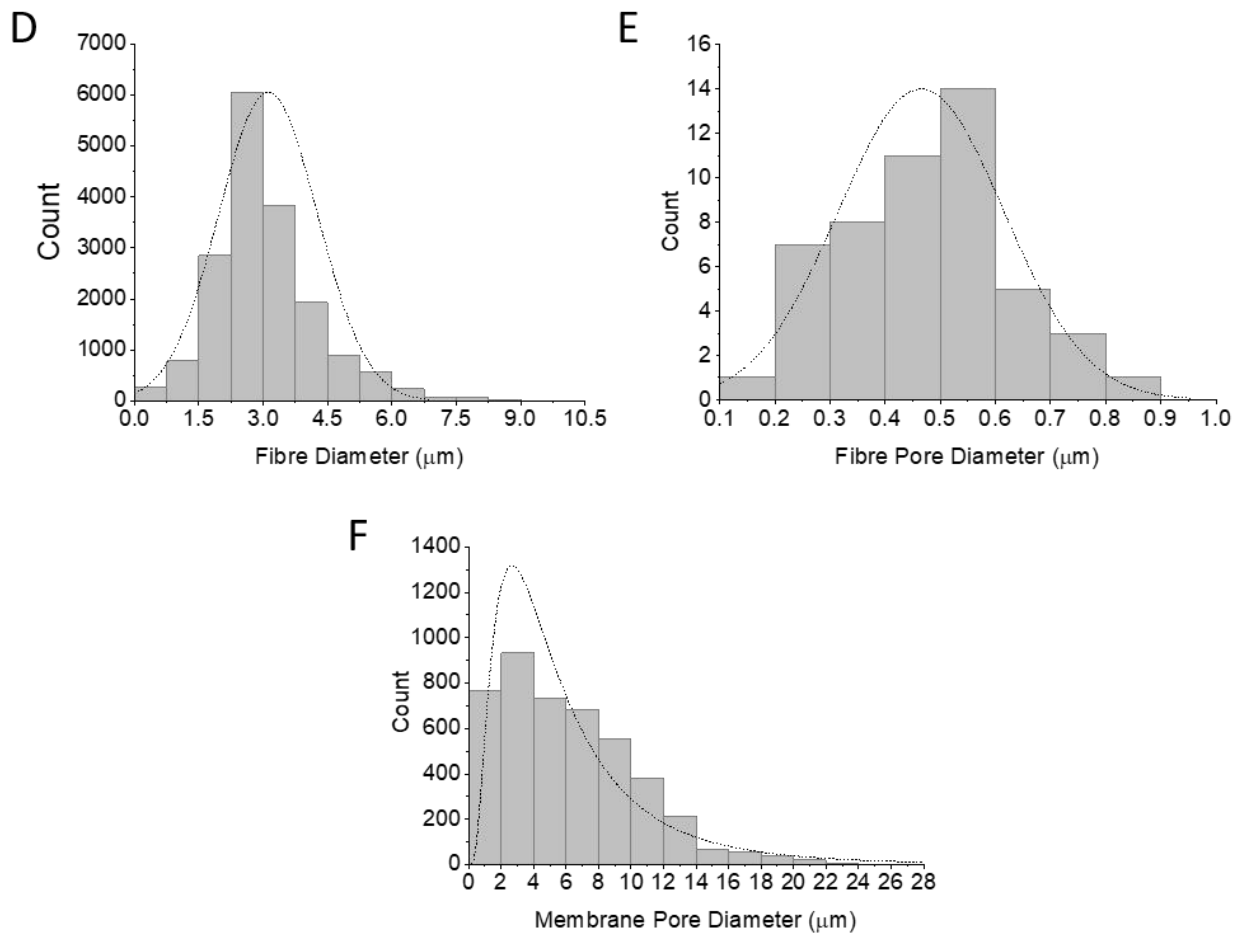 D
7000
6000
5000
4000
3000
2000
1000
0
Count
0.0 1.5 3.0 4.5 6.0 7.5 9.0 10.5
Fibre Diameter (μm)
E
16
14
12
10
8
6
4
2
0
Count
0.1 0.2 0.3 0.4 0.5 0.6 0.7 0.8 0.9 1.0
Fibre Pore Diameter (μm)
F
1400
1200
1000
800
600
400
200
0
Count
0 2 4 6 8 10 12 14 16 18 20 22 24 26 28
Membrane Pore Diameter (μm)